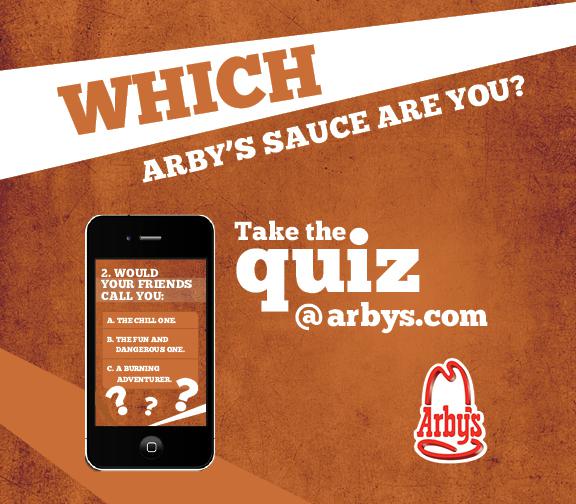 WHICH
ARBY'S SAUCE ARE YOU?
Take the
quiz
@arbys.com
2. WOULD
YOUR FRIENDS
CALL YOU:
A. THE CHILL ONE.
B. THE FUN AND
DANGEROUS ONE.
C. A BURNING
ADVENTURER.
? ? ?
Arby's